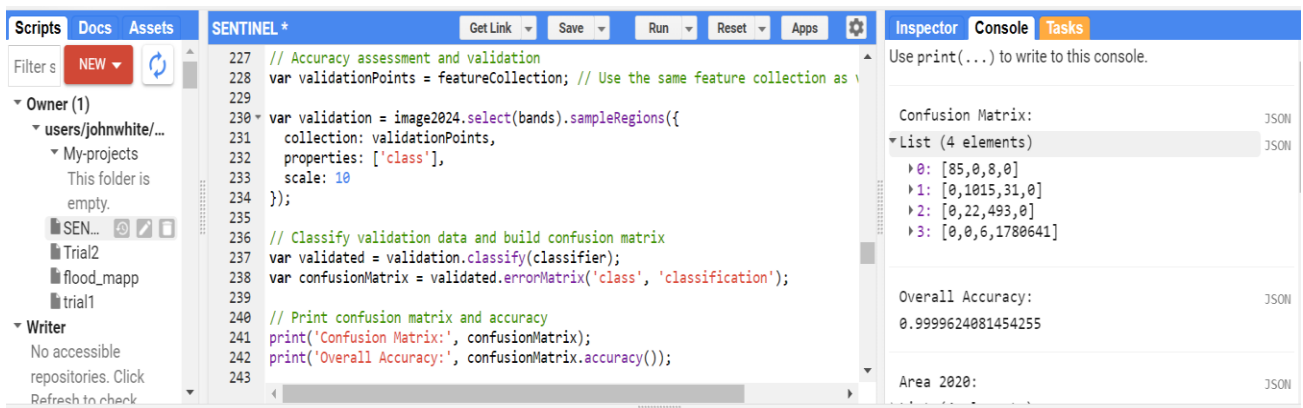 Scripts Docs Assets
Filter s NEW
Owner (1)
users/johnwhite/...
My-projects
This folder is
empty.
SEN...
Trial2
flood_mapp
trial1
Writer
No accessible
repositories. Click
Refresh to check
SENTINEL * Get Link Save Run Reset Apps
227 // Accuracy assessment and validation
228 var validationPoints = featureCollection; // Use the same feature collection as
229
230 var validation = image2024.select(bands).sampleRegions({
231 collection: validationPoints,
232 properties: ['class'],
233 scale: 10
234 });
235
236 // Classify validation data and build confusion matrix
237 var validated = validation.classify(classifier);
238 var confusionMatrix = validated.errorMatrix('class', 'classification');
239
240 // Print confusion matrix and accuracy
241 print('Confusion Matrix:', confusionMatrix);
242 print('Overall Accuracy:', confusionMatrix.accuracy());
243
Inspector Console Tasks
Use print(...) to write to this console.
Confusion Matrix: JSON
List (4 elements) JSON
0: [85,0,8,0]
1: [0,1015,31,0]
2: [0,22,493,0]
3: [0,0,6,1780641]
Overall Accuracy: JSON
0.9999624081454255
Area 2020: JSON